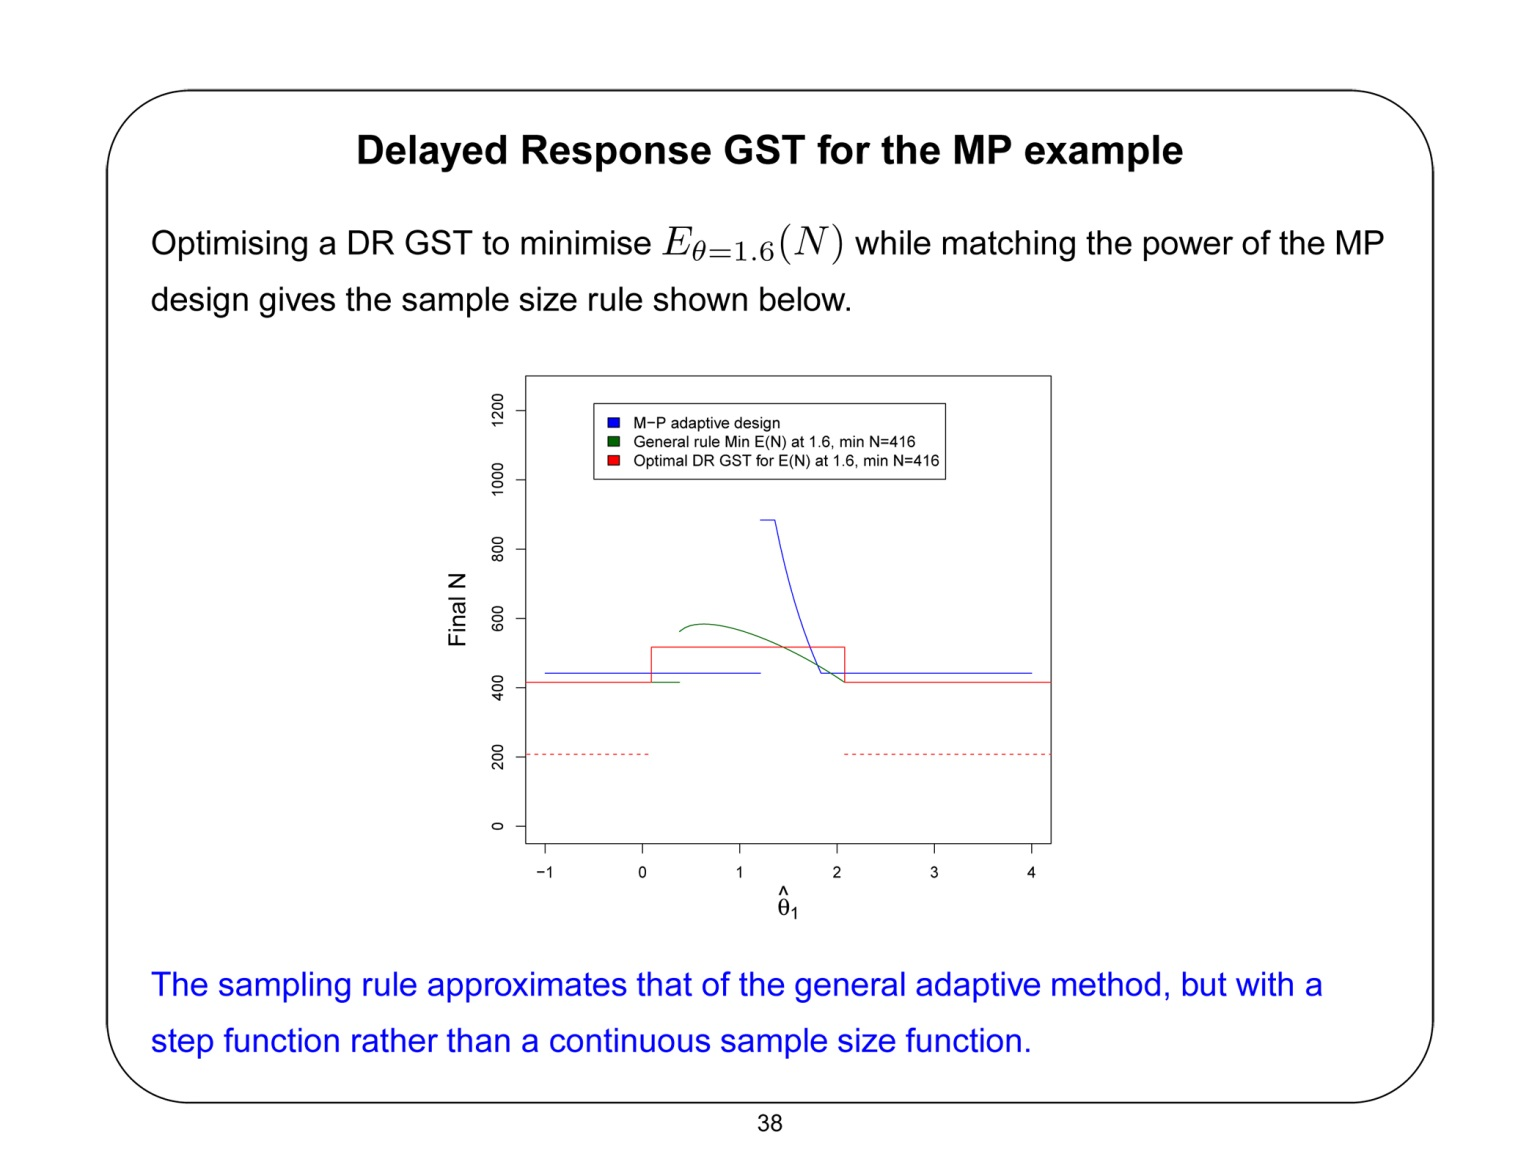 Delayed Response GST for the MP example
Optimising a DR GST to minimise E_{θ=1.6}(N) while matching the power of the MP
design gives the sample size rule shown below.
M−P adaptive design
General rule Min E(N) at 1.6, min N=416
Optimal DR GST for E(N) at 1.6, min N=416
Final N
1200
1000
800
600
400
200
0
−1 0 1 2 3 4
θ̂₁
The sampling rule approximates that of the general adaptive method, but with a
step function rather than a continuous sample size function.
38